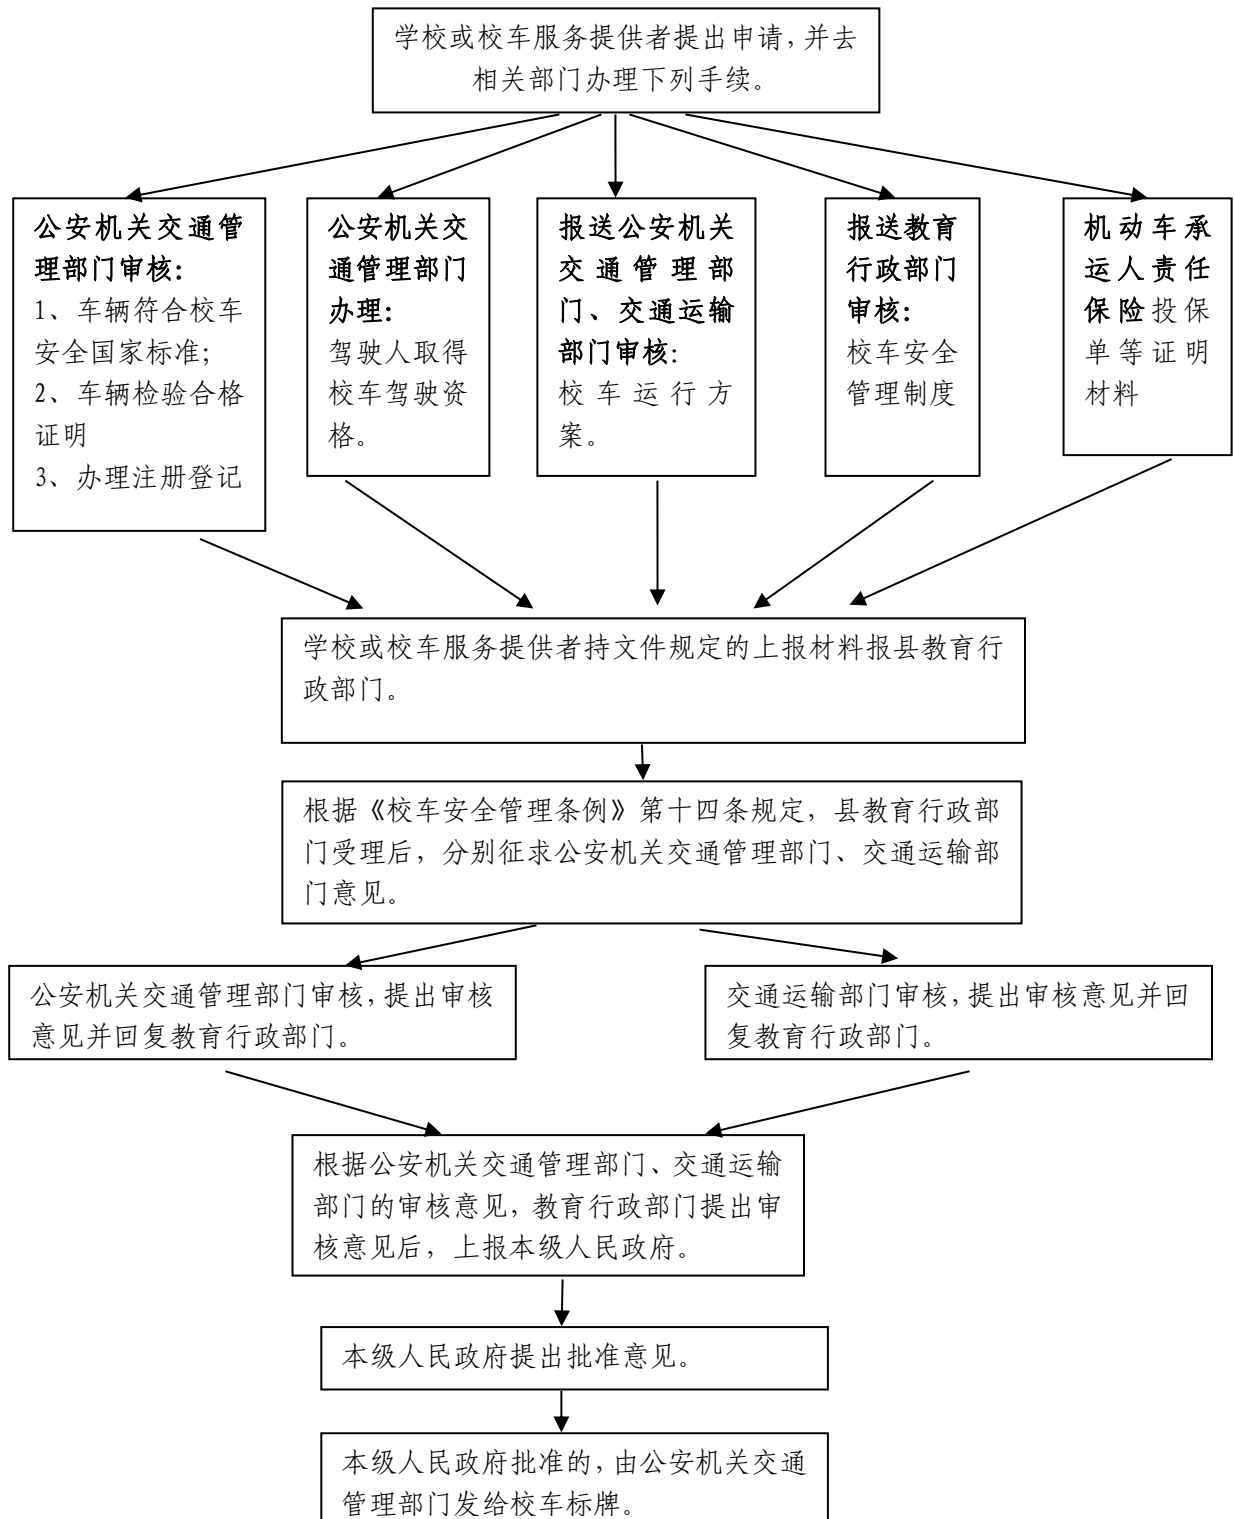 学校或校车服务提供者提出申请,并去
相关部门办理下列手续。
公安机关交通管
理部门审核:
1、车辆符合校车
安全国家标准;
2、车辆检验合格
证明
3、办理注册登记
公安机关交
通管理部门
办理:
驾驶人取得
校车驾驶资
格。
报送公安机关
交通管理部
门、交通运输
部门审核:
校车运行方
案。
报送教育
行政部门
审核:
校车安全
管理制度
机动车承
运人责任
保险投保
单等证明
材料
学校或校车服务提供者持文件规定的上报材料报县教育行
政部门。
根据《校车安全管理条例》第十四条规定,县教育行政部
门受理后,分别征求公安机关交通管理部门、交通运输部
门意见。
公安机关交通管理部门审核,提出审核
意见并回复教育行政部门。
交通运输部门审核,提出审核意见并回
复教育行政部门。
根据公安机关交通管理部门、交通运输
部门的审核意见,教育行政部门提出审
核意见后,上报本级人民政府。
本级人民政府提出批准意见。
本级人民政府批准的,由公安机关交通
管理部门发给校车标牌。